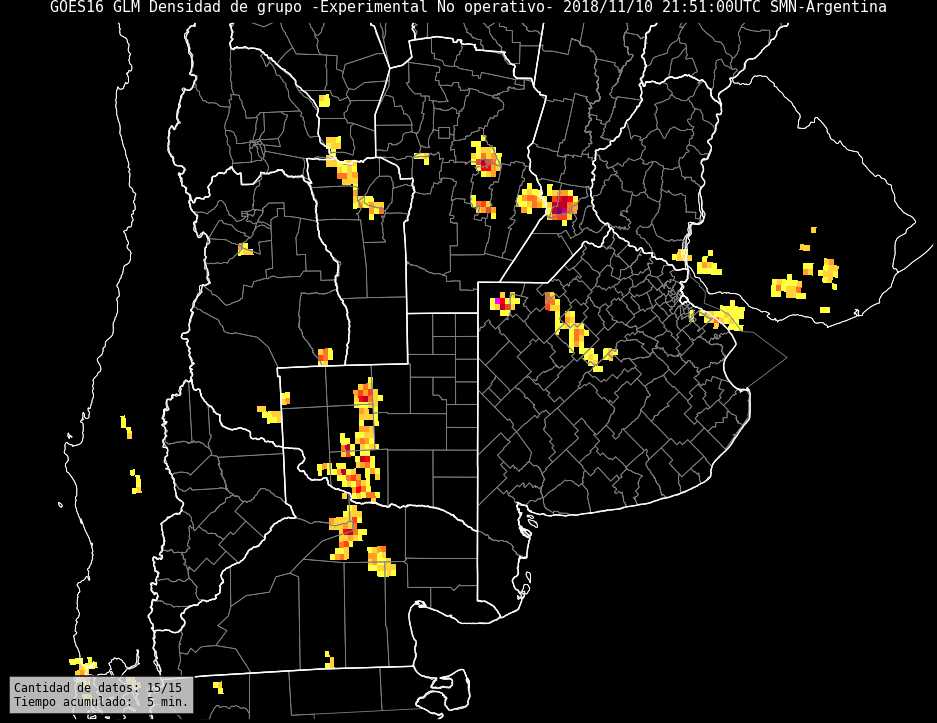 GOES16 GLM Densidad de grupo -Experimental No operativo- 2018/11/10 21:51:00UTC SMN-Argentina
Cantidad de datos: 15/15
Tiempo acumulado:  5 min.